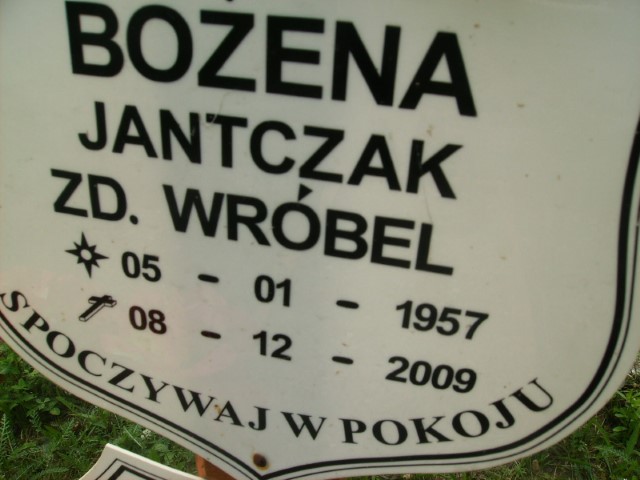 BOŻENA
JANTCZAK
ZD. WRÓBEL
05 - 01 - 1957
08 - 12 - 2009
SPOCZYWAJ W POKOJU